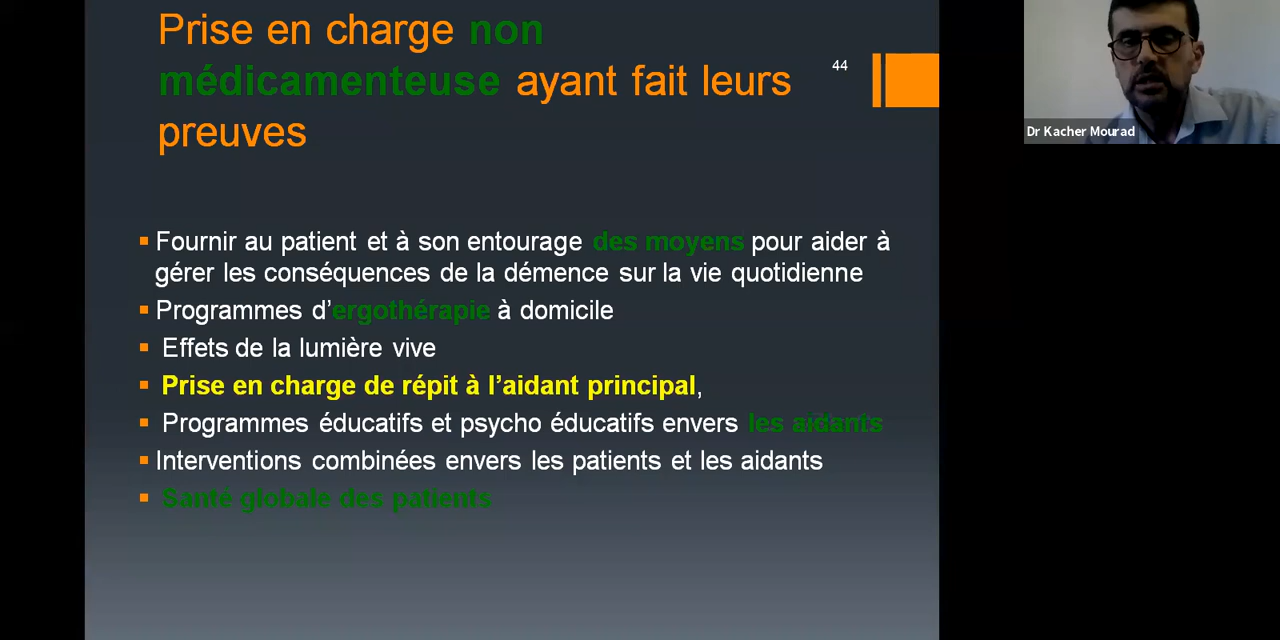 Prise en charge non
médicamenteuse ayant fait leurs
preuves
44
Dr Kacher Mourad
Fournir au patient et à son entourage des moyens pour aider à
gérer les conséquences de la démence sur la vie quotidienne
Programmes d’ergothérapie à domicile
Effets de la lumière vive
Prise en charge de répit à l’aidant principal,
Programmes éducatifs et psycho éducatifs envers les aidants
Interventions combinées envers les patients et les aidants
Santé globale des patients